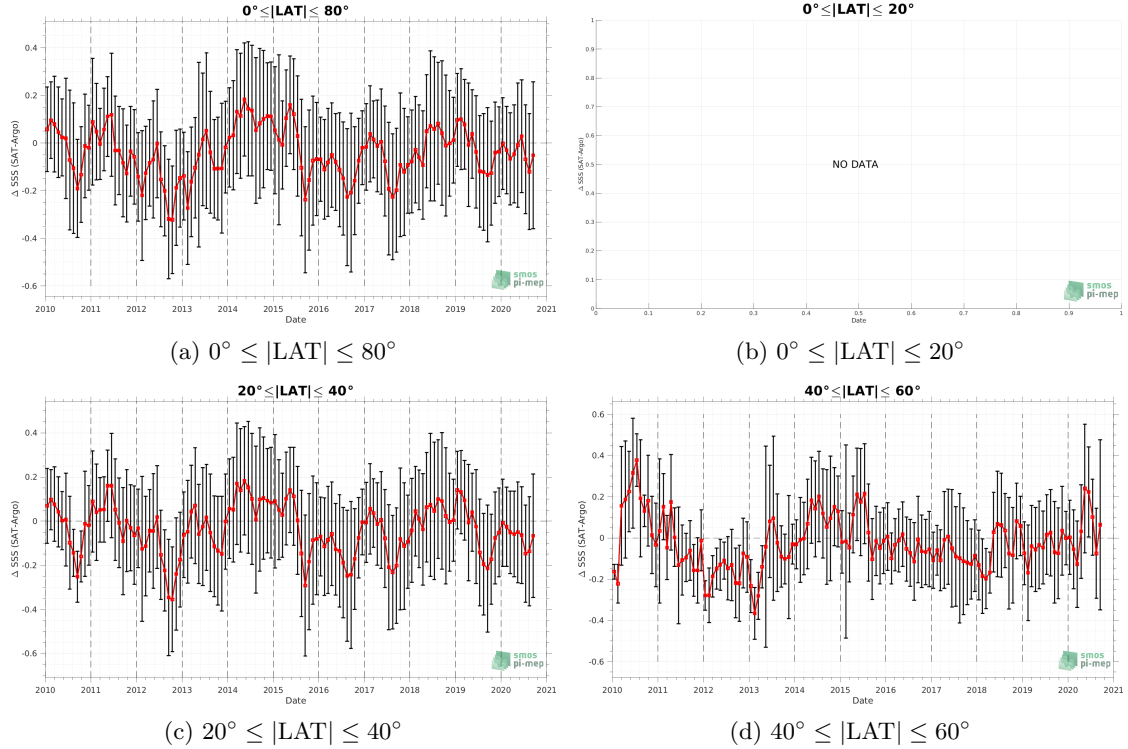 0°≤|LAT|≤ 80°
Δ SSS (SAT-Argo)
0.4
0.2
0
-0.2
-0.4
-0.6
2010 2011 2012 2013 2014 2015 2016 2017 2018 2019 2020 2021
Date
smos
pi-mep
(a) 0° ≤ |LAT| ≤ 80°
0°≤|LAT|≤ 20°
Δ SSS (SAT-Argo)
1
0.9
0.8
0.7
0.6
0.5
0.4
0.3
0.2
0.1
0
NO DATA
0 0.1 0.2 0.3 0.4 0.5 0.6 0.7 0.8 0.9 1
Date
smos
pi-mep
(b) 0° ≤ |LAT| ≤ 20°
20°≤|LAT|≤ 40°
Δ SSS (SAT-Argo)
0.4
0.2
0
-0.2
-0.4
-0.6
2010 2011 2012 2013 2014 2015 2016 2017 2018 2019 2020 2021
Date
smos
pi-mep
(c) 20° ≤ |LAT| ≤ 40°
40°≤|LAT|≤ 60°
Δ SSS (SAT-Argo)
0.6
0.4
0.2
0
-0.2
-0.4
-0.6
2010 2011 2012 2013 2014 2015 2016 2017 2018 2019 2020 2021
Date
smos
pi-mep
(d) 40° ≤ |LAT| ≤ 60°